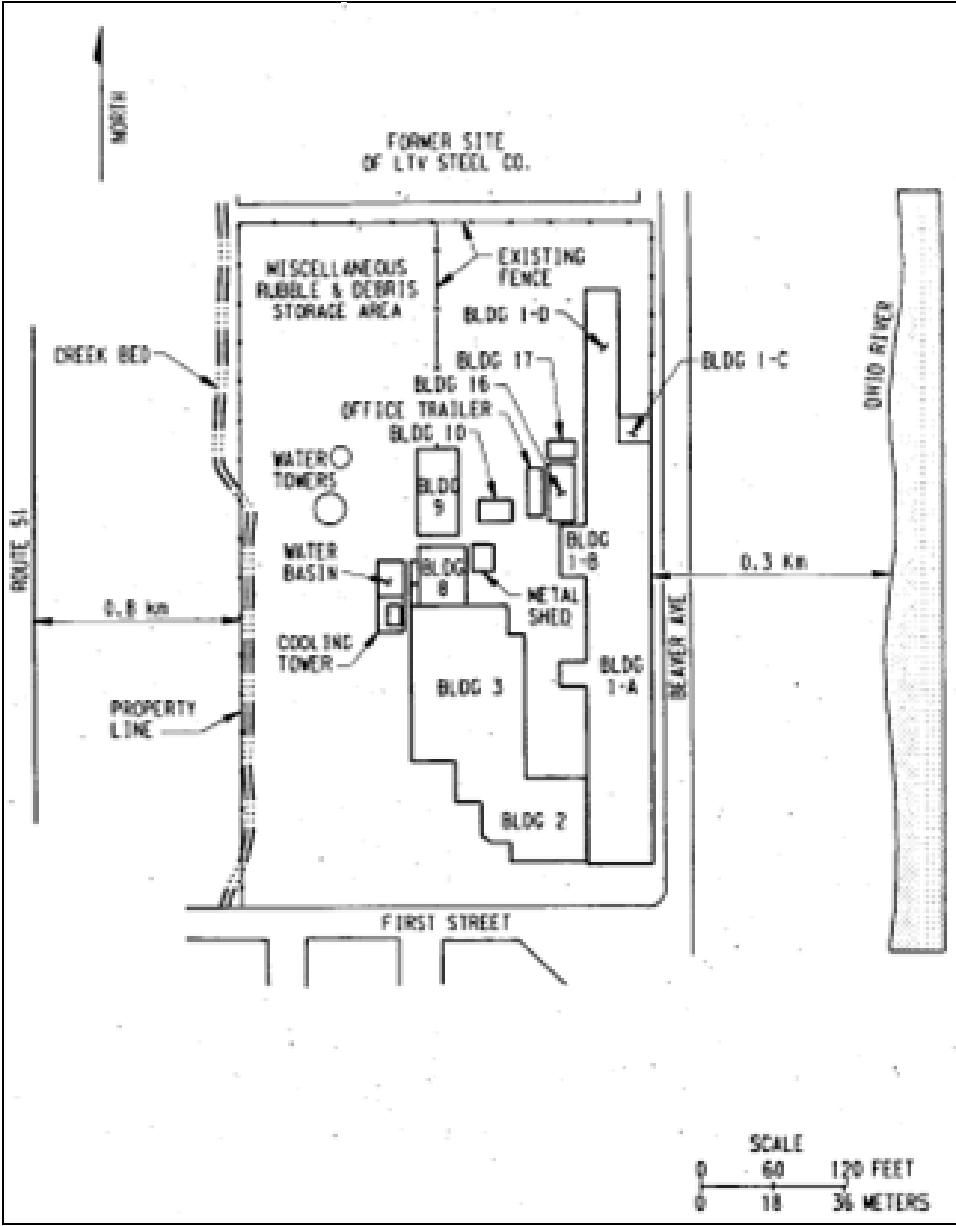 NORTH
FORMER SITE
OF LTV STEEL CO.
MISCELLANEOUS
RUBBLE & DEBRIS
STORAGE AREA
EXISTING
FENCE
BLDG 1-D
CREEK BED
BLDG 17
BLDG 1-C
BLDG 16
OFFICE TRAILER
BLDG 10
OHIO RIVER
WATER
TOWERS
BLDG
9
ROUTE 51
WATER
BASIN
BLDG
8
BLDG
1-B
METAL
SHED
0.3 Km
0.8 km
COOLING
TOWER
BLDG 3
BLDG
1-A
BEAVER AVE.
PROPERTY
LINE
BLDG 2
FIRST STREET
SCALE
0 60 120 FEET
0 18 36 METERS